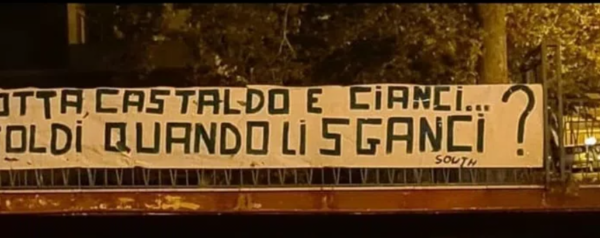 OTTA CASTALDO E CIANCI...
OLDI QUANDO LI SGANCI ?
SOUTH